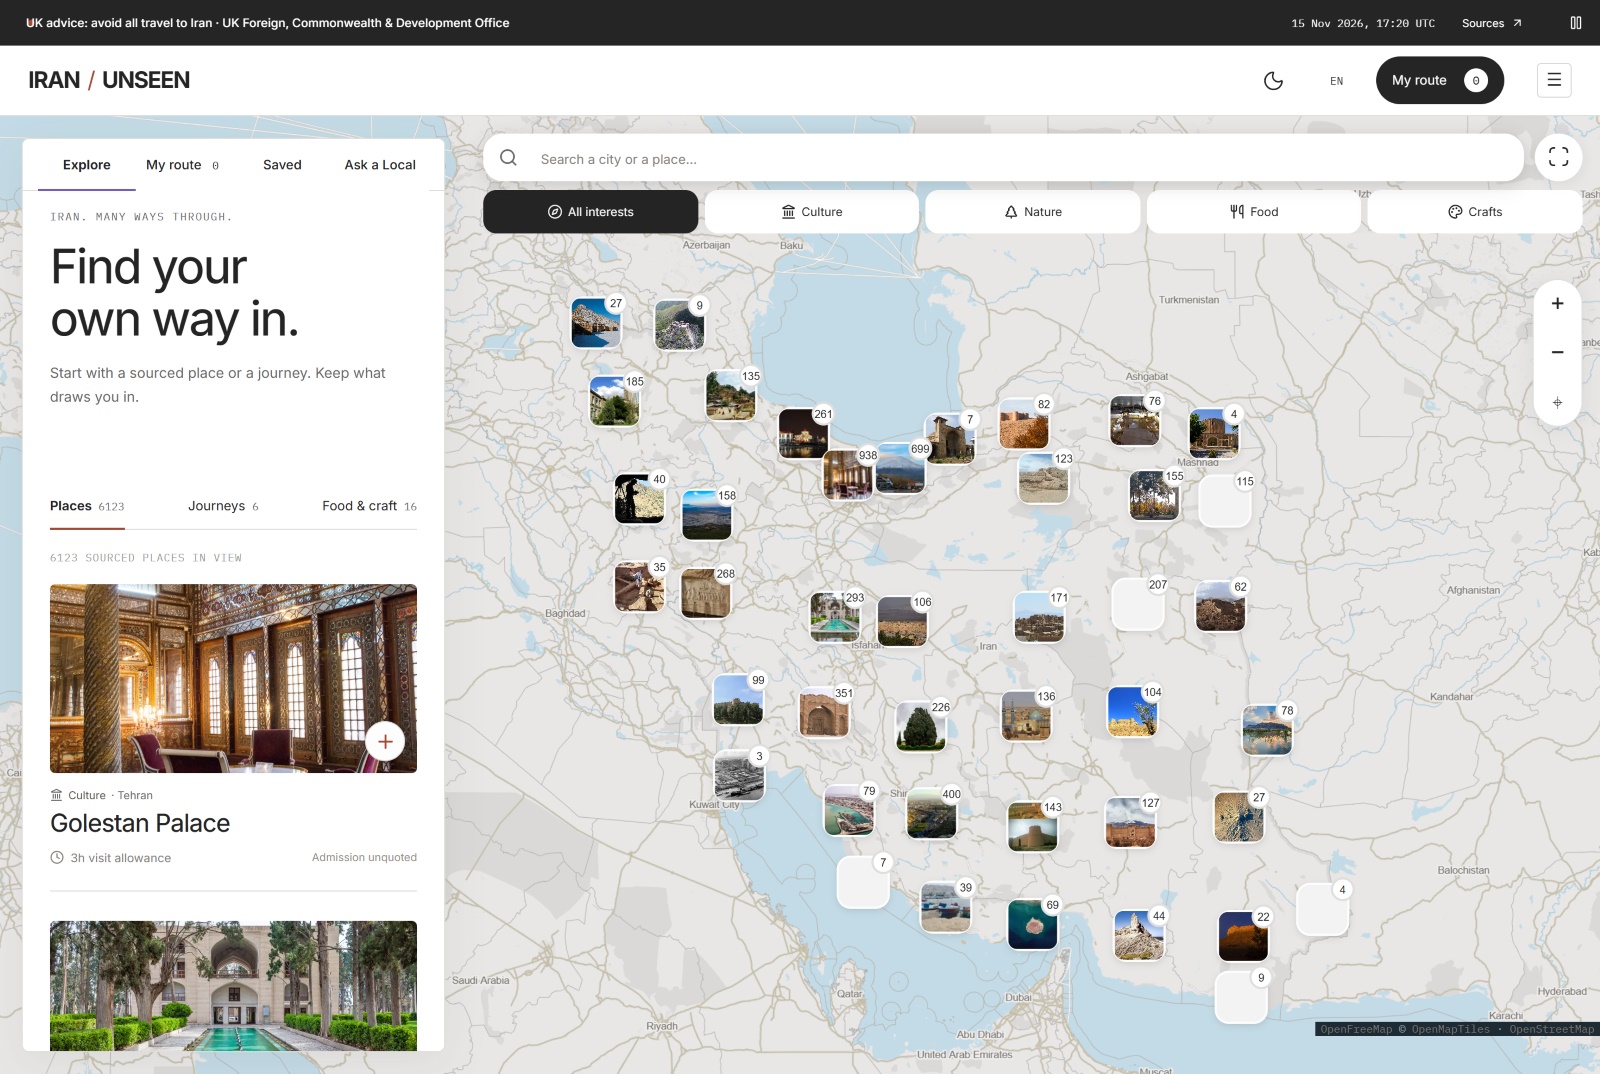 UK advice: avoid all travel to Iran · UK Foreign, Commonwealth & Development Office
15 Nov 2026, 17:20 UTC
Sources
IRAN / UNSEEN
EN
My route 0
Explore
My route 0
Saved
Ask a Local
Search a city or a place...
All interests
Culture
Nature
Food
Crafts
IRAN. MANY WAYS THROUGH.
Find your
own way in.
Start with a sourced place or a journey. Keep what
draws you in.
Places 6123
Journeys 6
Food & craft 16
6123 SOURCED PLACES IN VIEW
Culture · Tehran
Golestan Palace
3h visit allowance
Admission unquoted
Azerbaijan
Baku
Turkmenistan
27
9
Ashgabat
185
135
261
7
82
76
4
938
699
123
Mashhad
155
115
40
158
35
268
Baghdad
293
106
171
207
62
Afghanistan
Isfahan
Iran
99
351
226
136
104
78
Kandahar
3
Kuwait City
79
400
143
127
27
7
39
69
44
22
4
Balochistan
9
Saudi Arabia
Qatar
Dubai
Hyderabad
Karachi
Riyadh
Abu Dhabi
United Arab Emirates
Muscat
OpenFreeMap © OpenMapTiles · OpenStreetMap